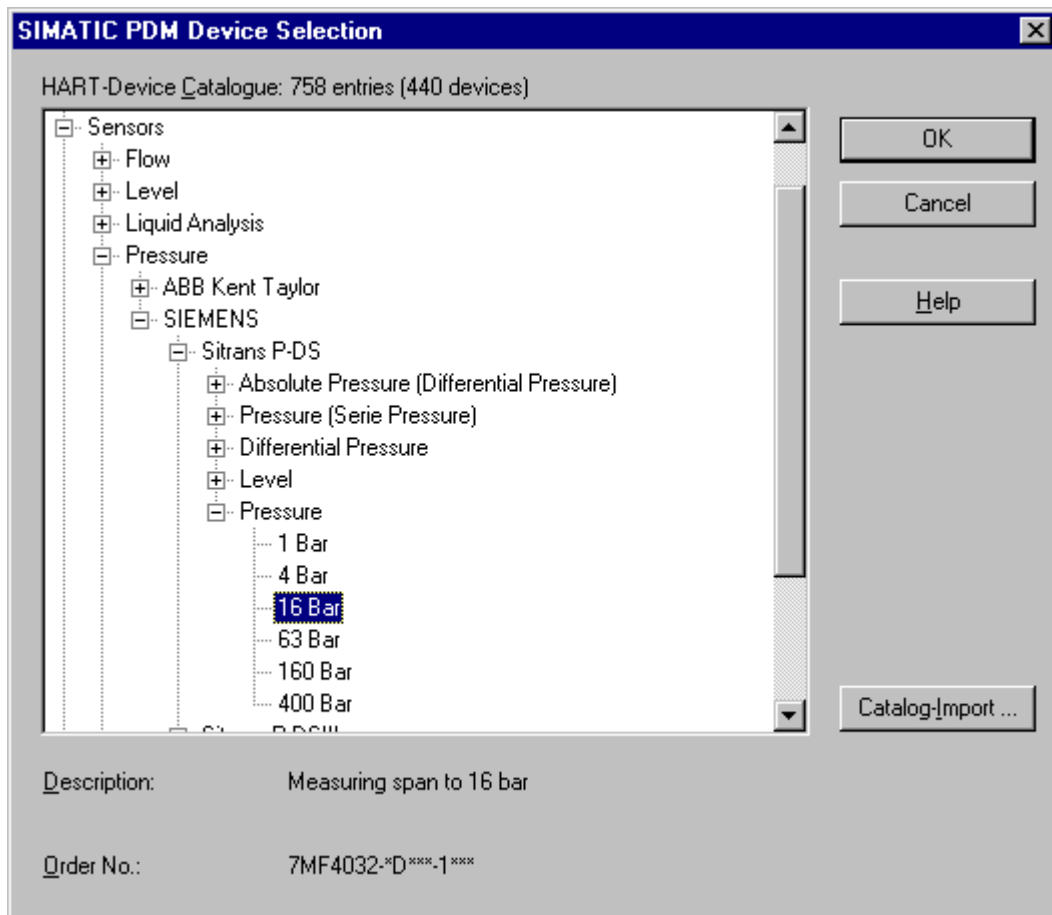 SIMATIC PDM Device Selection
HART-Device Catalogue: 758 entries (440 devices)
Sensors
Flow
Level
Liquid Analysis
Pressure
ABB Kent Taylor
SIEMENS
Sitrans P-DS
Absolute Pressure (Differential Pressure)
Pressure (Serie Pressure)
Differential Pressure
Level
Pressure
1 Bar
4 Bar
16 Bar
63 Bar
160 Bar
400 Bar
OK
Cancel
Help
Catalog-Import ...
Description: Measuring span to 16 bar
Order No.: 7MF4032-*D***-1***